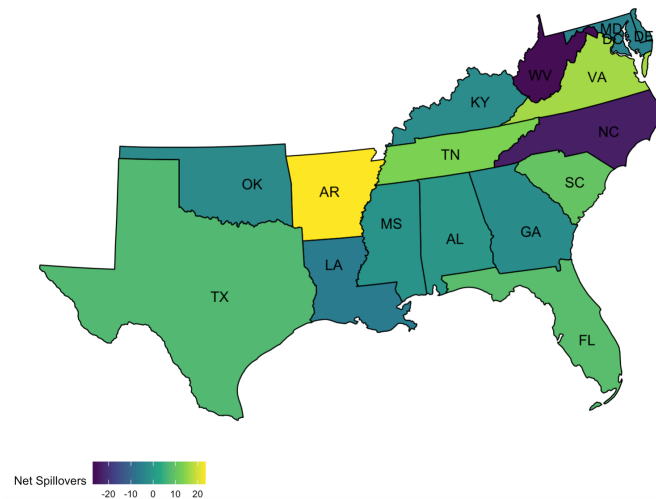 MD
DC DE
WV
VA
KY
NC
TN
OK
AR
SC
MS
AL
GA
LA
TX
FL
Net Spillovers
-20 -10 0 10 20